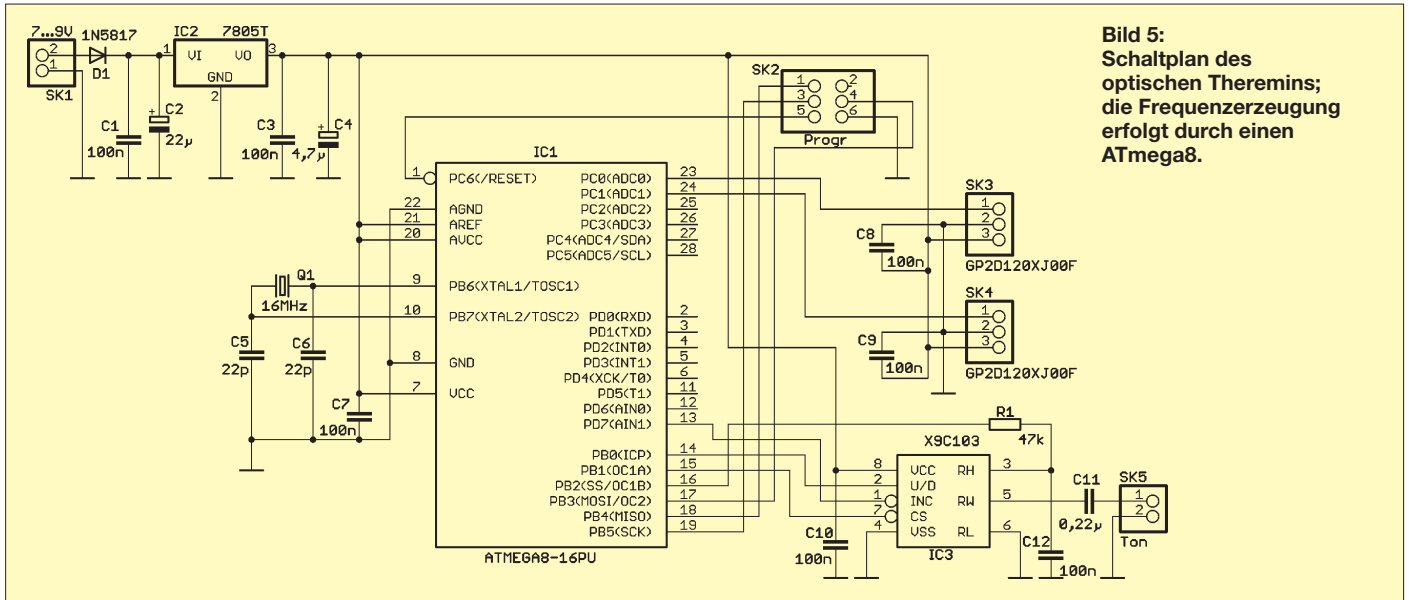 Bild 5:
Schaltplan des
optischen Theremins;
die Frequenzerzeugung
erfolgt durch einen
ATmega8.
7...9V
2
1
SK1
1N5817
D1
IC2 7805T
1 VI VO 3
GND
2
C1
100n
C2
+
22µ
C3
100n
C4
+
4,7µ
SK2
1 2
3 4
5 6
Progr
IC1
1 PC6(/RESET)
22 AGND
21 AREF
20 AVCC
9 PB6(XTAL1/TOSC1)
10 PB7(XTAL2/TOSC2)
8 GND
7 VCC
PC0(ADC0) 23
PC1(ADC1) 24
PC2(ADC2) 25
PC3(ADC3) 26
PC4(ADC4/SDA) 27
PC5(ADC5/SCL) 28
PD0(RXD) 2
PD1(TXD) 3
PD2(INT0) 4
PD3(INT1) 5
PD4(XCK/T0) 6
PD5(T1) 11
PD6(AIN0) 12
PD7(AIN1) 13
PB0(ICP) 14
PB1(OC1A) 15
PB2(SS/OC1B) 16
PB3(MOSI/OC2) 17
PB4(MISO) 18
PB5(SCK) 19
ATMEGA8-16PU
Q1
16MHz
C5
22p
C6
22p
C7
100n
SK3
1
2
3
GP2D120XJ00F
C8
100n
SK4
1
2
3
GP2D120XJ00F
C9
100n
R1
47k
X9C103
8 VCC RH 3
2 U/D
1 INC RW 5
7 CS
4 VSS RL 6
IC3
C10
100n
C11
0,22µ
C12
100n
SK5
1
2
Ton